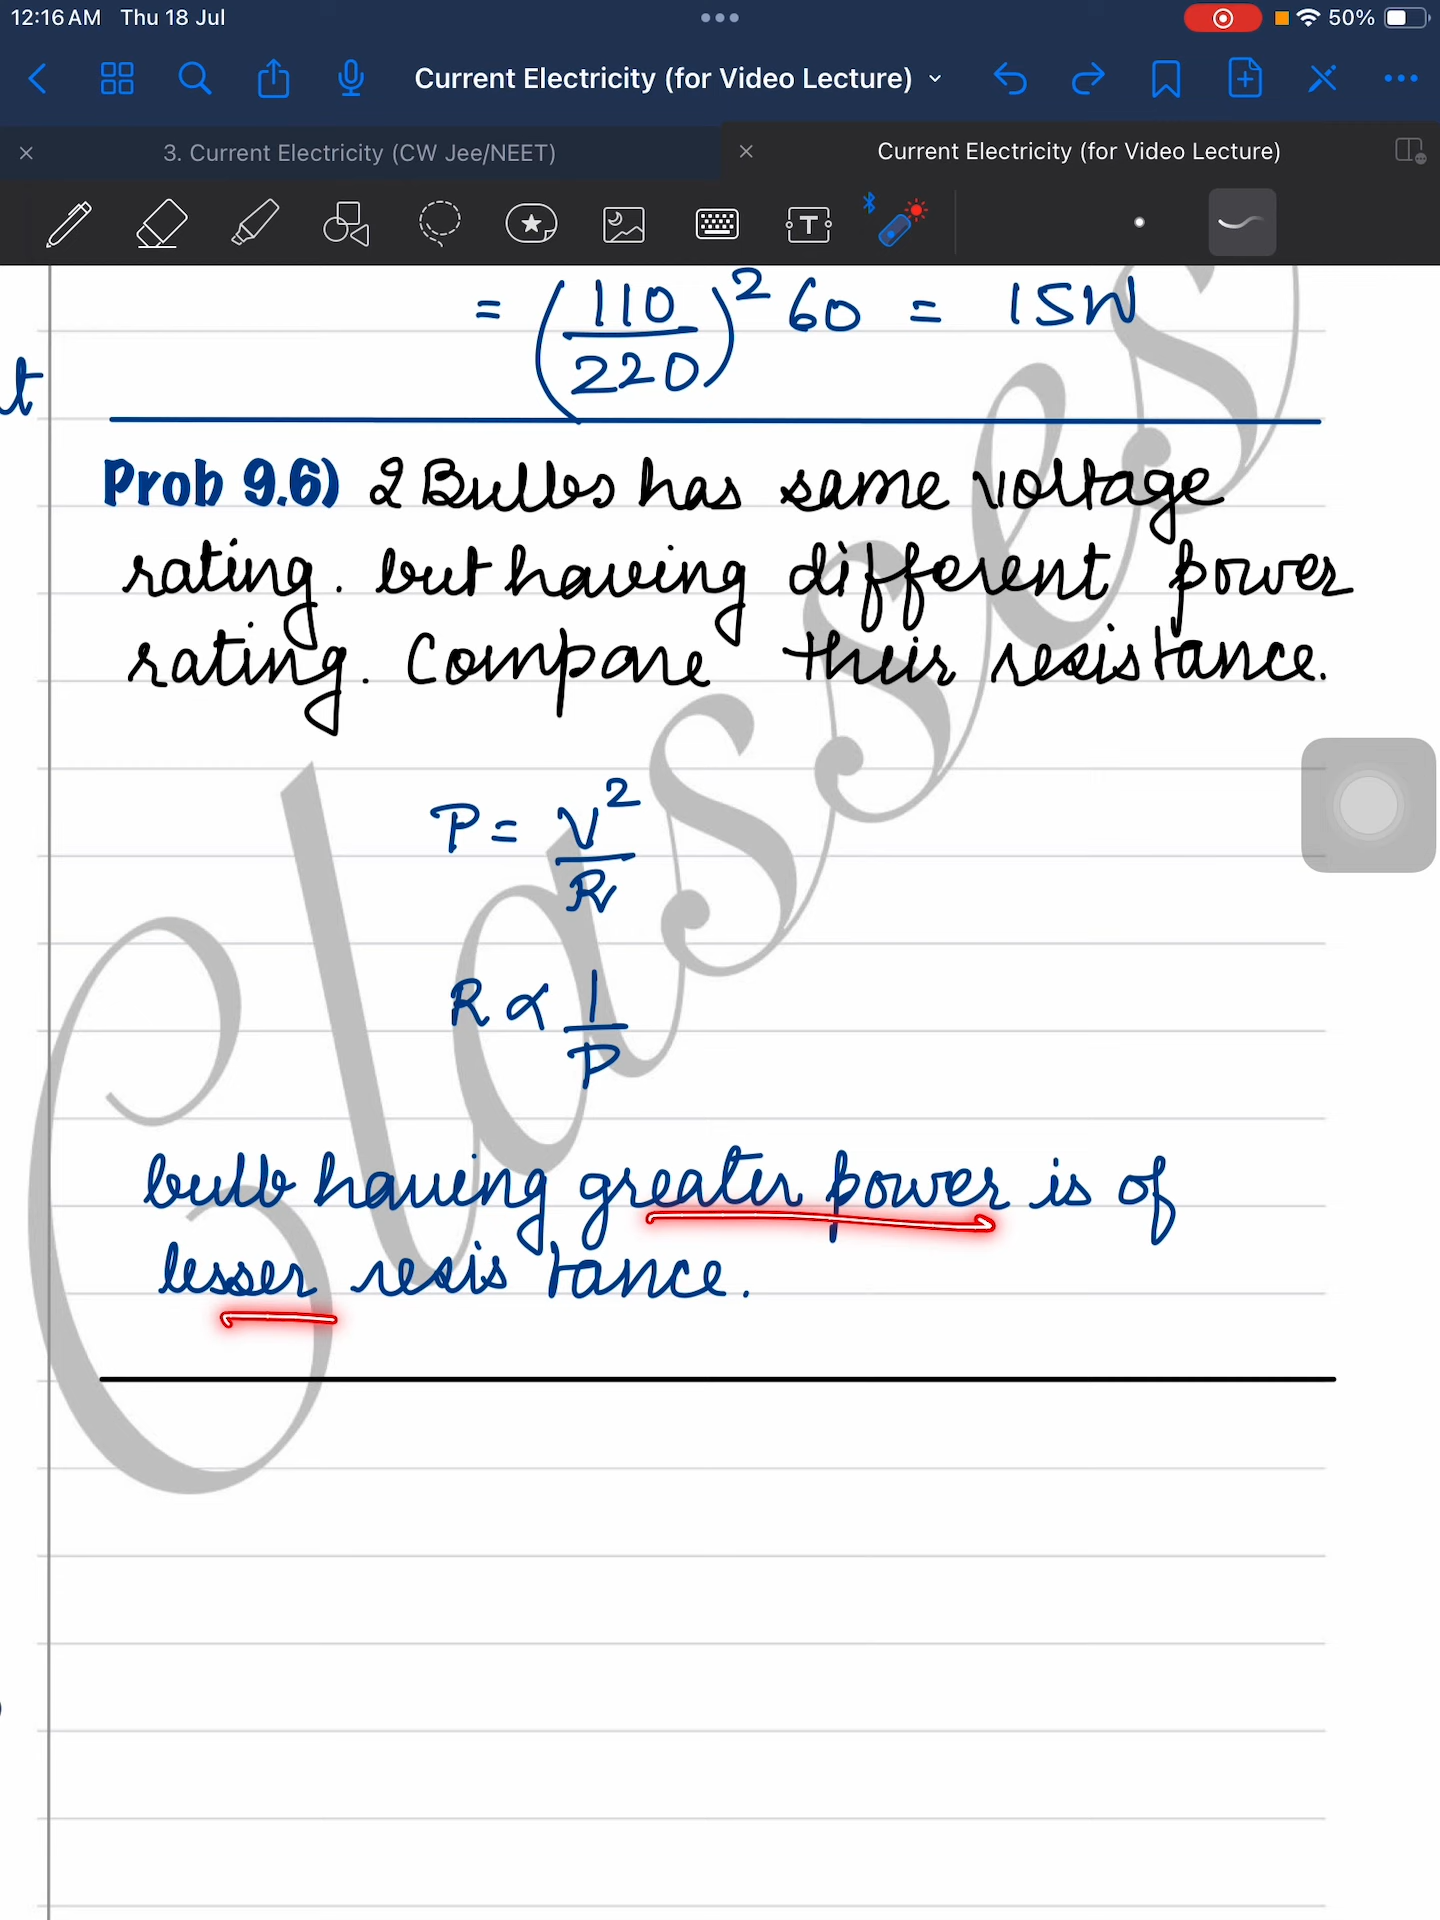 12:16 AM Thu 18 Jul
50%
Current Electricity (for Video Lecture)
3. Current Electricity (CW Jee/NEET)
Current Electricity (for Video Lecture)
= (110/220)² 60 = 15W
t
Prob 9.6) 2 Bulbs has same voltage
rating. but having different power
rating. Compare their resistance.
P = V²/R
R ∝ 1/P
bulb having greater power is of
lesser resistance.
Classes